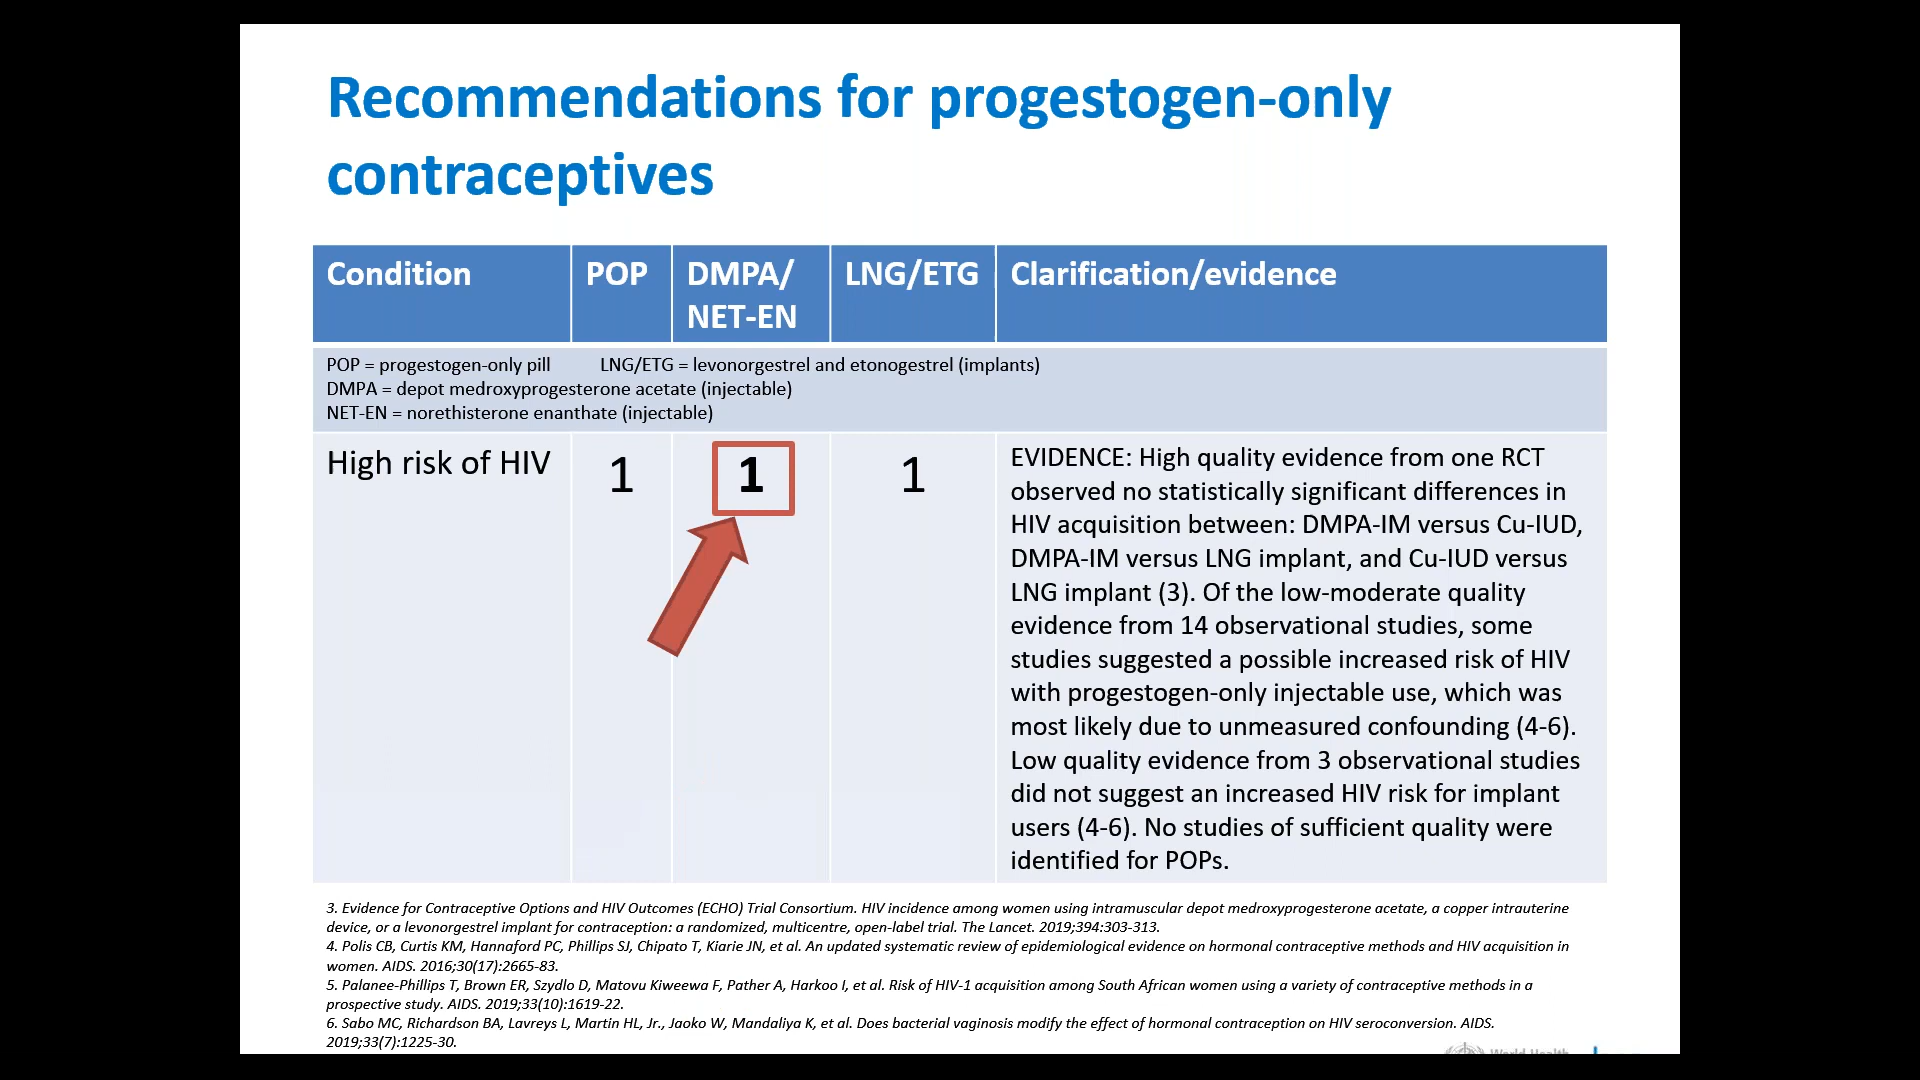 Recommendations for progestogen-only
contraceptives
Condition POP DMPA/ LNG/ETG Clarification/evidence
NET-EN
POP = progestogen-only pill LNG/ETG = levonorgestrel and etonogestrel (implants)
DMPA = depot medroxyprogesterone acetate (injectable)
NET-EN = norethisterone enanthate (injectable)
High risk of HIV 1 1 1
EVIDENCE: High quality evidence from one RCT
observed no statistically significant differences in
HIV acquisition between: DMPA-IM versus Cu-IUD,
DMPA-IM versus LNG implant, and Cu-IUD versus
LNG implant (3). Of the low-moderate quality
evidence from 14 observational studies, some
studies suggested a possible increased risk of HIV
with progestogen-only injectable use, which was
most likely due to unmeasured confounding (4-6).
Low quality evidence from 3 observational studies
did not suggest an increased HIV risk for implant
users (4-6). No studies of sufficient quality were
identified for POPs.
3. Evidence for Contraceptive Options and HIV Outcomes (ECHO) Trial Consortium. HIV incidence among women using intramuscular depot medroxyprogesterone acetate, a copper intrauterine
device, or a levonorgestrel implant for contraception: a randomized, multicentre, open-label trial. The Lancet. 2019;394:303-313.
4. Polis CB, Curtis KM, Hannaford PC, Phillips SJ, Chipato T, Kiarie JN, et al. An updated systematic review of epidemiological evidence on hormonal contraceptive methods and HIV acquisition in
women. AIDS. 2016;30(17):2665-83.
5. Palanee-Phillips T, Brown ER, Szydlo D, Matovu Kiweewa F, Pather A, Harkoo I, et al. Risk of HIV-1 acquisition among South African women using a variety of contraceptive methods in a
prospective study. AIDS. 2019;33(10):1619-22.
6. Sabo MC, Richardson BA, Lavreys L, Martin HL, Jr., Jaoko W, Mandaliya K, et al. Does bacterial vaginosis modify the effect of hormonal contraception on HIV seroconversion. AIDS.
2019;33(7):1225-30.
World Health